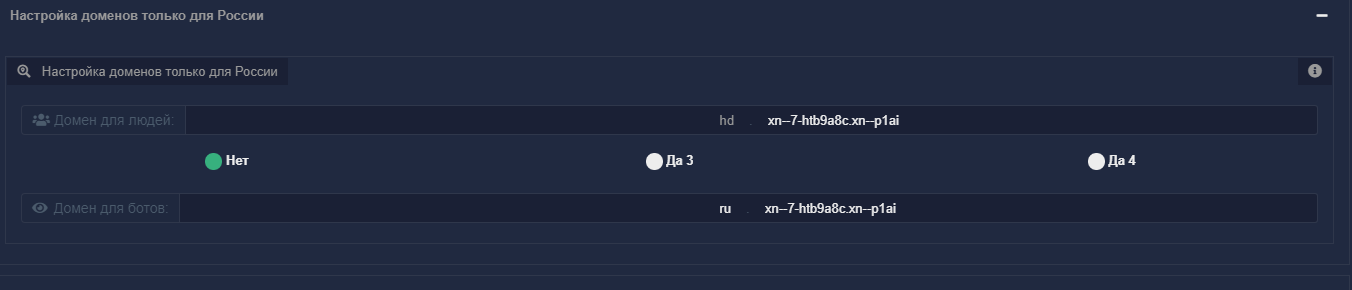 Настройка доменов только для России
Настройка доменов только для России
Домен для людей: hd . xn--7-htb9a8c.xn--p1ai
Нет Да 3 Да 4
Домен для ботов: ru . xn--7-htb9a8c.xn--p1ai